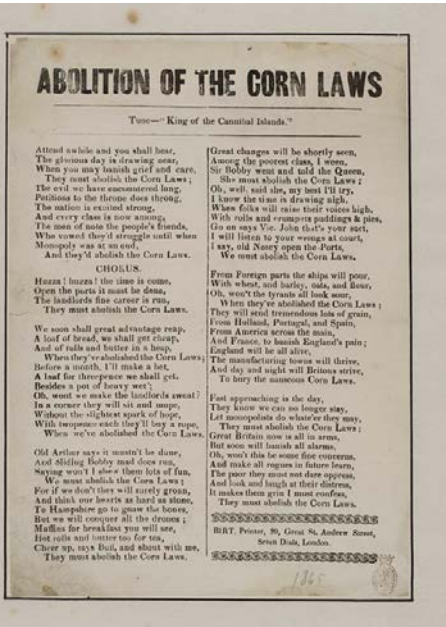 ABOLITION OF THE CORN LAWS
Tune—"King of the Cannibal Islands."
Attend awhile and you shall hear,
The glorious day is drawing near,
When you may banish grief and care,
They must abolish the Corn Laws;
The evil we have encountered long,
Petitions to the throne does throng,
The nation is excited strong,
And every class is now among,
The men of note the people's friends,
Who vowed they'd struggle until when
Monopoly was at an end,
And they'd abolish the Corn Laws.
CHORUS.
Huzza! huzza! the time is come,
Open the parts it must be done,
The landlords fine career is run,
They must abolish the Corn Laws.
We soon shall great advantage reap,
A loaf of bread, we shall get cheap,
And of rolls and butter in a heap,
When they've abolished the Corn Laws;
Before a month, I'll make a bet,
A loaf for threepence we shall get,
Besides a pot of heavy wet';
Oh, wont we make the landlords sweat?
In a corner they will sit and mope,
Without the slightest spark of hope,
With twopence each they'll buy a rope,
When we've abolished the Corn Laws.
Old Arthur says it mustn't be done,
And Sliding Bobby mad does run,
Saying won't I shew them lots of fun,
We must abolish the Corn Laws;
For if we don't they will surely groan,
And think our hearts as hard as stone,
To Hampshire go to gnaw the bones,
But we will conquer all the drones;
Muffins for breakfast you will see,
Hot rolls and butter too for tea,
Cheer up, says Bull, and shout with me,
They must abolish the Corn Laws.
Great changes will be shortly seen,
Among the poorest class, I ween,
Sir Bobby went and told the Queen,
She must abolish the Corn Laws;
Oh, well, said she, my best I'll try,
I know the time is drawing nigh,
When folks will raise their voices high,
With rolls and crumpets puddings & pies,
Go on says Vic. John that's your sort,
I will listen to your at court,
I say, old Nosey open the Ports,
We must abolish the Corn Laws.
From Foreign parts the ships will pour,
With wheat, and barley, oats, and flour,
Oh, won't the tyrants all look sour,
When they've abolished the Corn Laws;
They will send tremendous lots of grain,
From Holland, Portugal, and Spain,
From America across the main,
And France, to banish England's pain;
England will be all alive,
The manufacturing towns will thrive,
And day and night will Britons strive,
To bury the nauseous Corn Laws.
Fast approaching is the day,
They know we can no longer stay,
Let monopolists do whate'er they may,
They must abolish the Corn Laws;
Great Britain now is all in arms,
But soon will banish all alarms,
Oh, won't this be some fine concerns,
And make all rogues in future learn,
The poor they must not dare oppress,
And look and laugh at their distress,
It makes them grin I must confess,
They must abolish the Corn Laws.
BIRT, Printer, 39, Great St. Andrew Street,
Seven Dials, London.